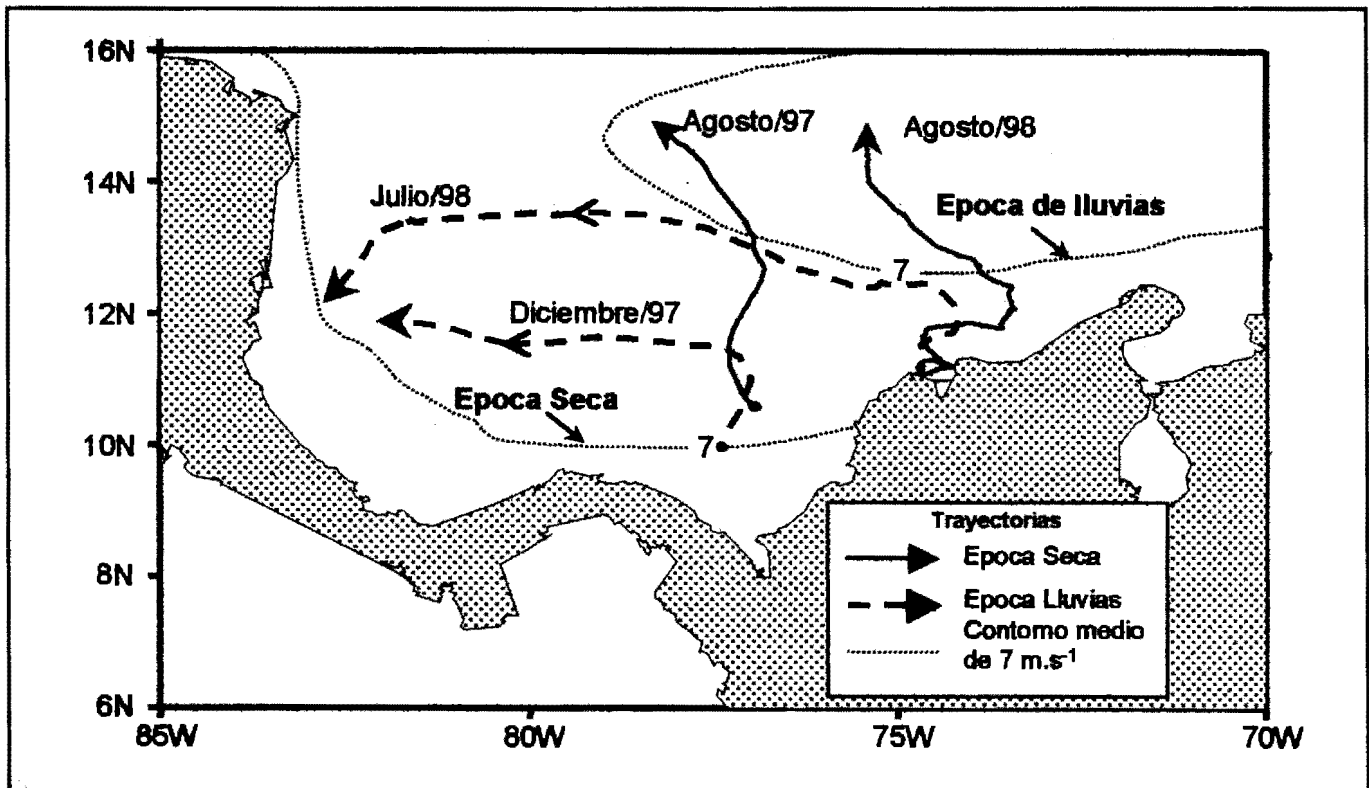 16N
14N
12N
10N
8N
6N
85W
80W
75W
70W
Agosto/97
Agosto/98
Julio/98
Epoca de lluvias
7
Diciembre/97
Epoca Seca
7
Trayectorias
Epoca Seca
Epoca Lluvias
Contorno medio
de 7 m.s⁻¹